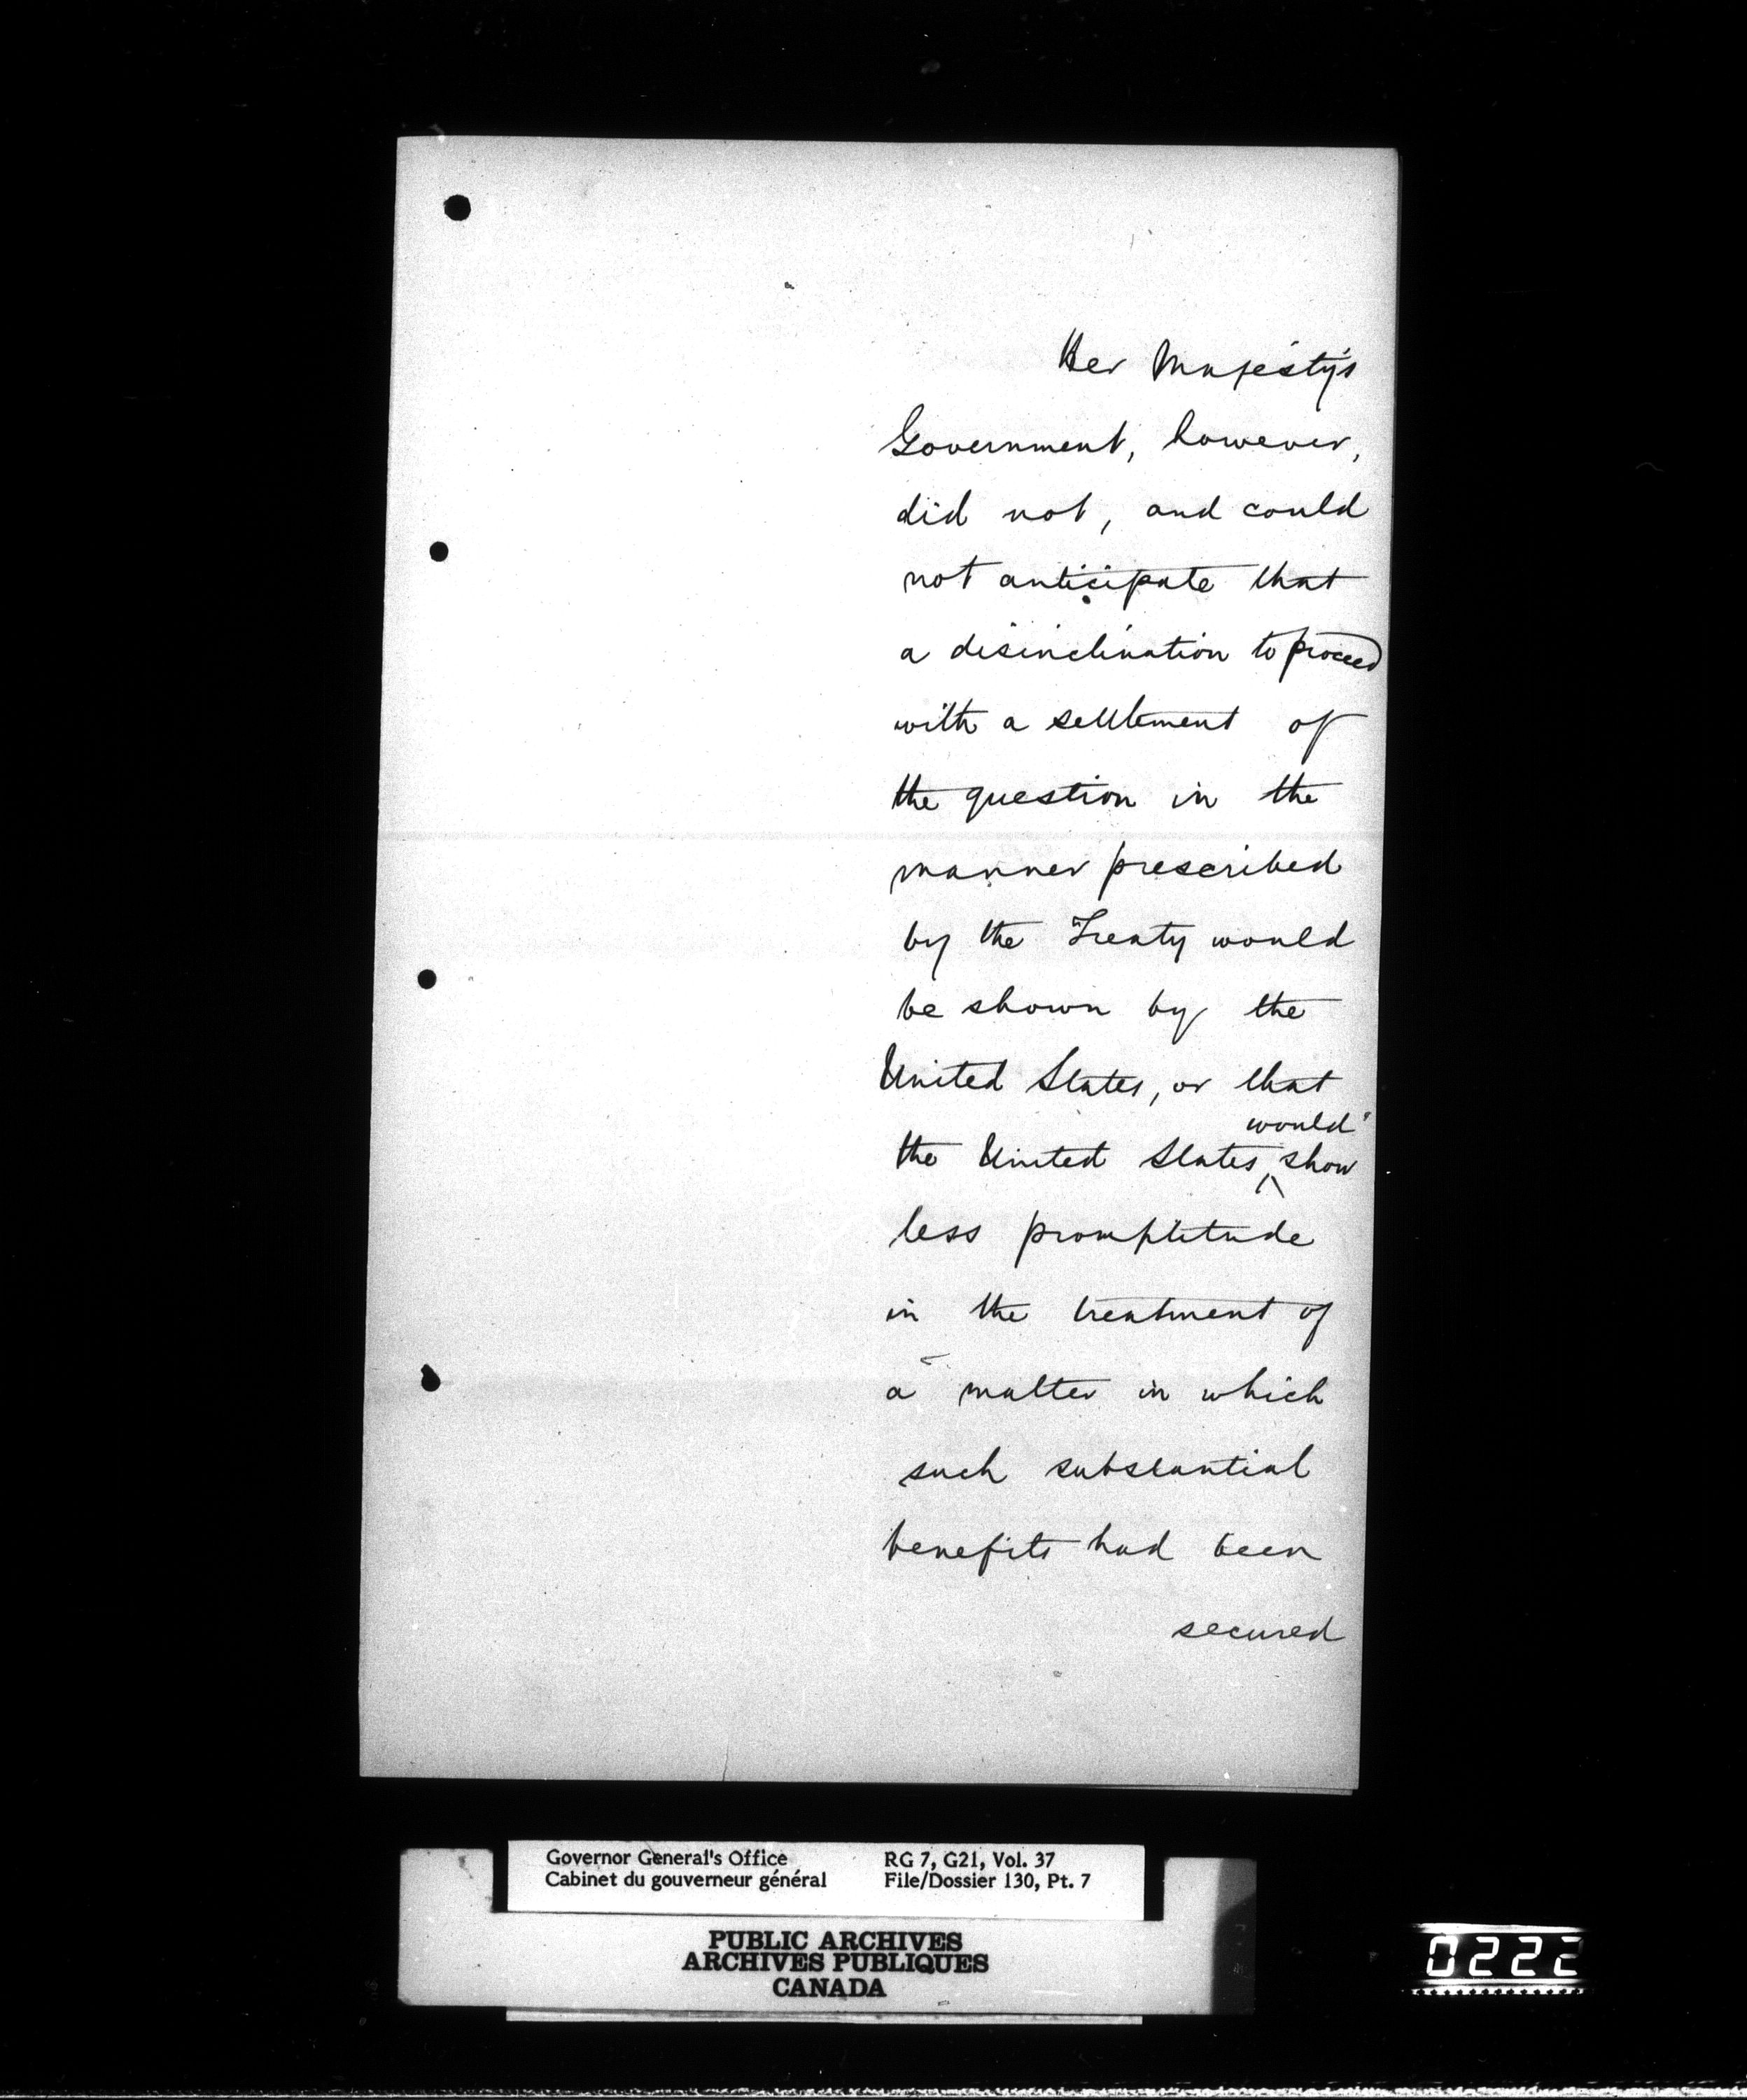 Her Majesty's
Government, however,
did not, and could
not anticipate that
a disinclination to proceed
with a settlement of
the question in the
manner prescribed
by the Treaty would
be shown by the
United States, or that
would
the United States, show
less promptitude
in the treatment of
a matter in which
such substantial
benefits had been
secured
Governor General's Office
Cabinet du gouverneur général
RG 7, G21, Vol. 37
File/Dossier 130, Pt. 7
PUBLIC ARCHIVES
ARCHIVES PUBLIQUES
CANADA
0222